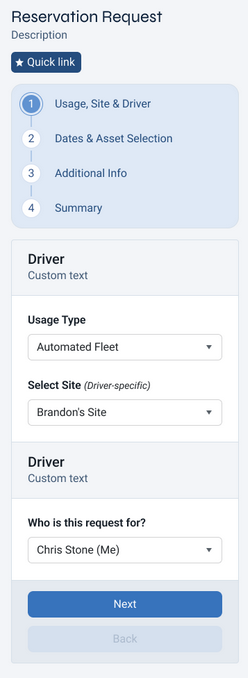 Reservation Request
Description
★ Quick link
1 Usage, Site & Driver
2 Dates & Asset Selection
3 Additional Info
4 Summary
Driver
Custom text
Usage Type
Automated Fleet
Select Site (Driver-specific)
Brandon's Site
Driver
Custom text
Who is this request for?
Chris Stone (Me)
Next
Back